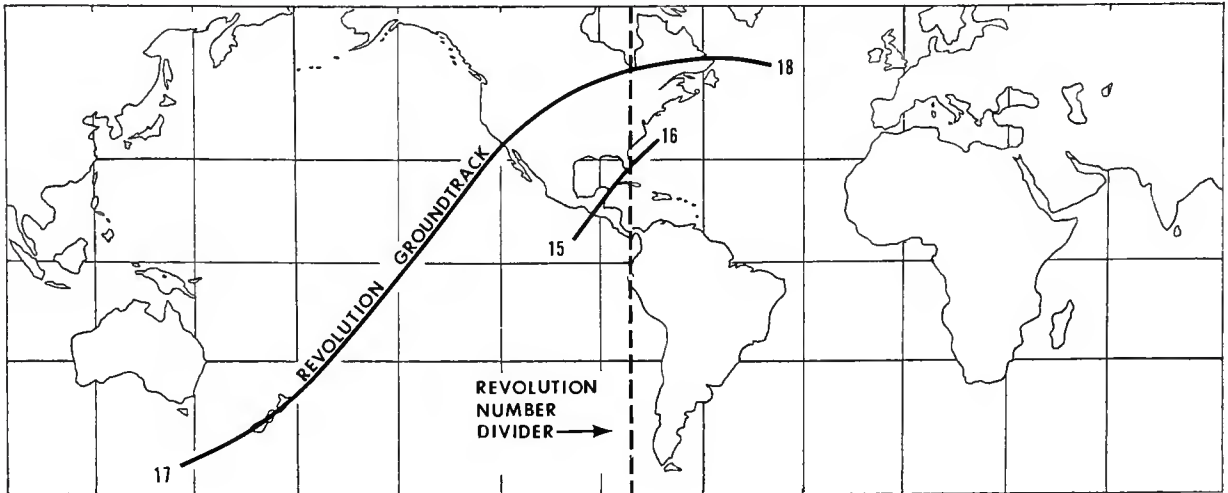 18
16
REVOLUTION GROUNDTRACK
15
REVOLUTION
NUMBER
DIVIDER
17